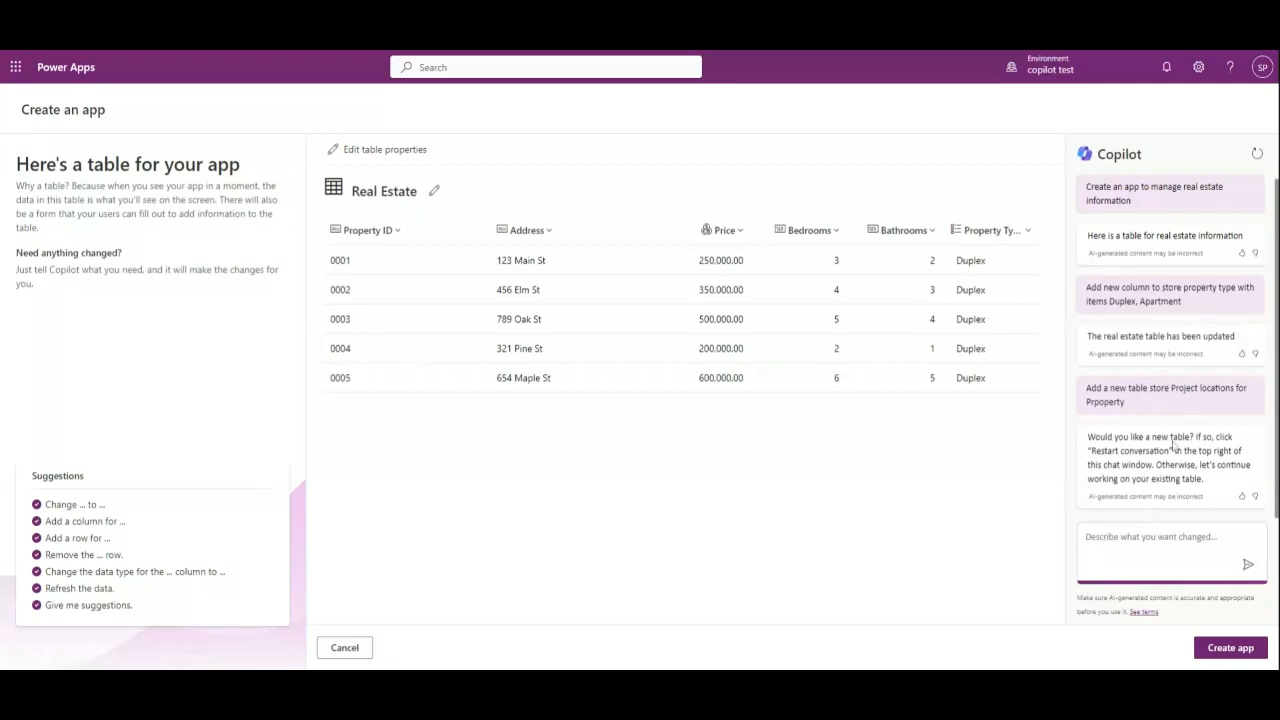 Power Apps
Search
Environment
copilot test
SP
Create an app
Here's a table for your app
Why a table? Because when you see your app in a moment, the
data in this table is what you'll see on the screen. There will also
be a form that your users can fill out to add information to the
table.
Need anything changed?
Just tell Copilot what you need, and it will make the changes for
you.
Suggestions
Change ... to ...
Add a column for ...
Add a row for ...
Remove the ... row.
Change the data type for the ... column to ...
Refresh the data.
Give me suggestions.
Edit table properties
Real Estate
Property ID Address Price Bedrooms Bathrooms Property Ty...
0001 123 Main St 250,000.00 3 2 Duplex
0002 456 Elm St 350,000.00 4 3 Duplex
0003 789 Oak St 500,000.00 5 4 Duplex
0004 321 Pine St 200,000.00 2 1 Duplex
0005 654 Maple St 600,000.00 6 5 Duplex
Cancel
Copilot
Create an app to manage real estate
information
Here is a table for real estate information
AI-generated content may be incorrect
Add new column to store property type with
items Duplex, Apartment
The real estate table has been updated
AI-generated content may be incorrect
Add a new table store Project locations for
Prpoperty
Would you like a new table? If so, click
"Restart conversation" in the top right of
this chat window. Otherwise, let's continue
working on your existing table.
AI-generated content may be incorrect
Describe what you want changed...
Make sure AI-generated content is accurate and appropriate
before you use it. See terms
Create app